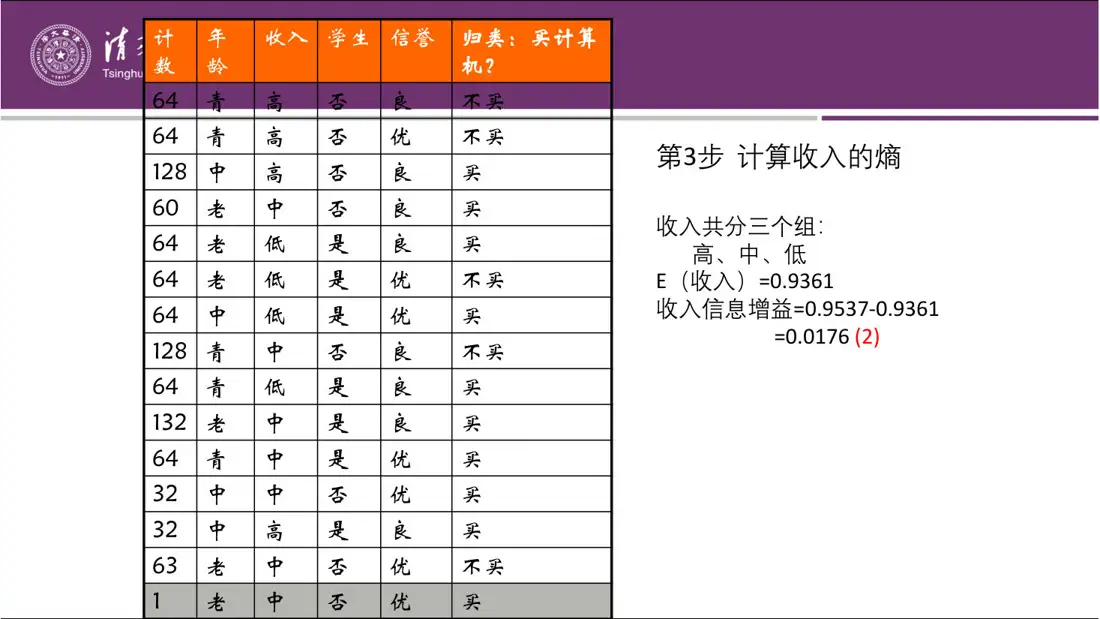 清
Tsinghu
计数 年龄 收入 学生 信誉 归类：买计算机？
64 青 高 否 良 不买
64 青 高 否 优 不买
128 中 高 否 良 买
60 老 中 否 良 买
64 老 低 是 良 买
64 老 低 是 优 不买
64 中 低 是 优 买
128 青 中 否 良 不买
64 青 低 是 良 买
132 老 中 是 良 买
64 青 中 是 优 买
32 中 中 否 优 买
32 中 高 是 良 买
63 老 中 否 优 不买
1 老 中 否 优 买
第3步 计算收入的熵
收入共分三个组：
高、中、低
E（收入）=0.9361
收入信息增益=0.9537-0.9361
=0.0176 (2)